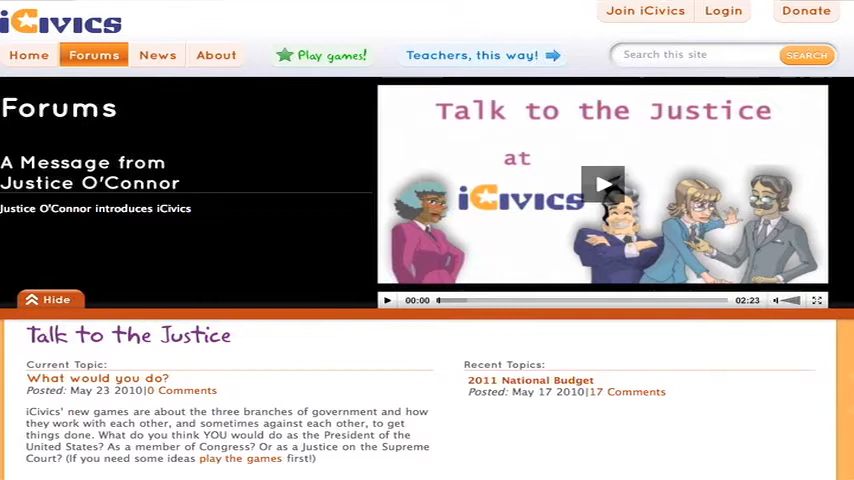 iCivics
Join iCivics
Login
Donate
Home
Forums
News
About
Play games!
Teachers, this way!
Search this site
SEARCH
Forums
A Message from
Justice O'Connor
Justice O'Connor introduces iCivics
Talk to the Justice
at
iCivics
00:00
02:23
Hide
Talk to the Justice
Current Topic:
What would you do?
Posted: May 23 2010|0 Comments
iCivics' new games are about the three branches of government and how
they work with each other, and sometimes against each other, to get
things done. What do you think YOU would do as the President of the
United States? As a member of Congress? Or as a Justice on the Supreme
Court? (If you need some ideas play the games first!)
Recent Topics:
2011 National Budget
Posted: May 17 2010|17 Comments